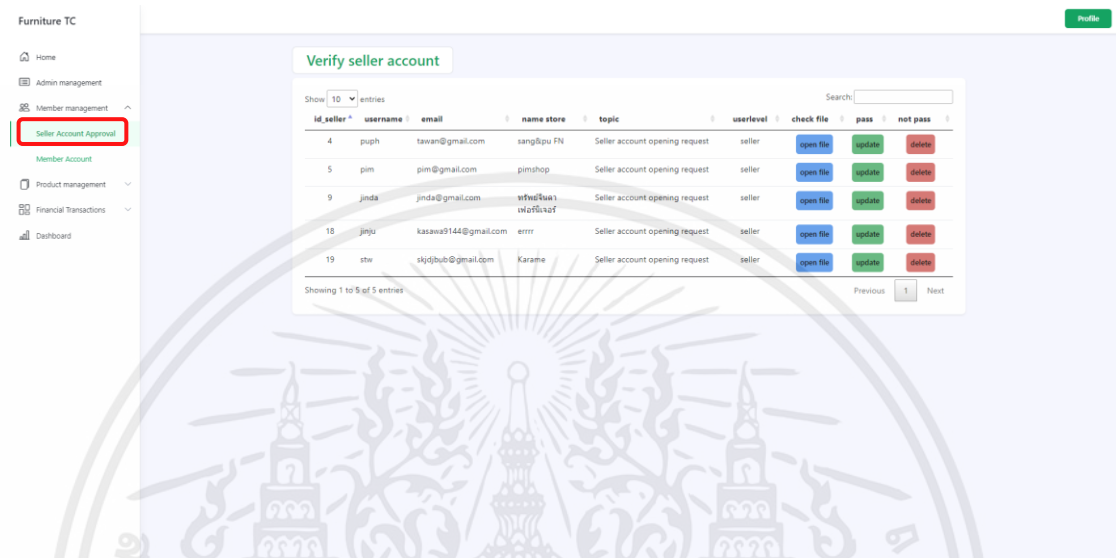 Furniture TC
Profile
Home
Admin management
Member management
Seller Account Approval
Member Account
Product management
Financial Transactions
Dashboard
Verify seller account
Show 10 entries
Search:
id_seller username email name store topic userlevel check file pass not pass
4 puph tawan@gmail.com sang&pu FN Seller account opening request seller open file update delete
5 pim pim@gmail.com pimshop Seller account opening request seller open file update delete
9 jinda jinda@gmail.com ทรัพย์จินดา Seller account opening request seller open file update delete
เฟอร์นิเจอร์
18 jinju kasawa9144@gmail.com errrr Seller account opening request seller open file update delete
19 stw skjdjbub@gmail.com Karame Seller account opening request seller open file update delete
Showing 1 to 5 of 5 entries
Previous 1 Next